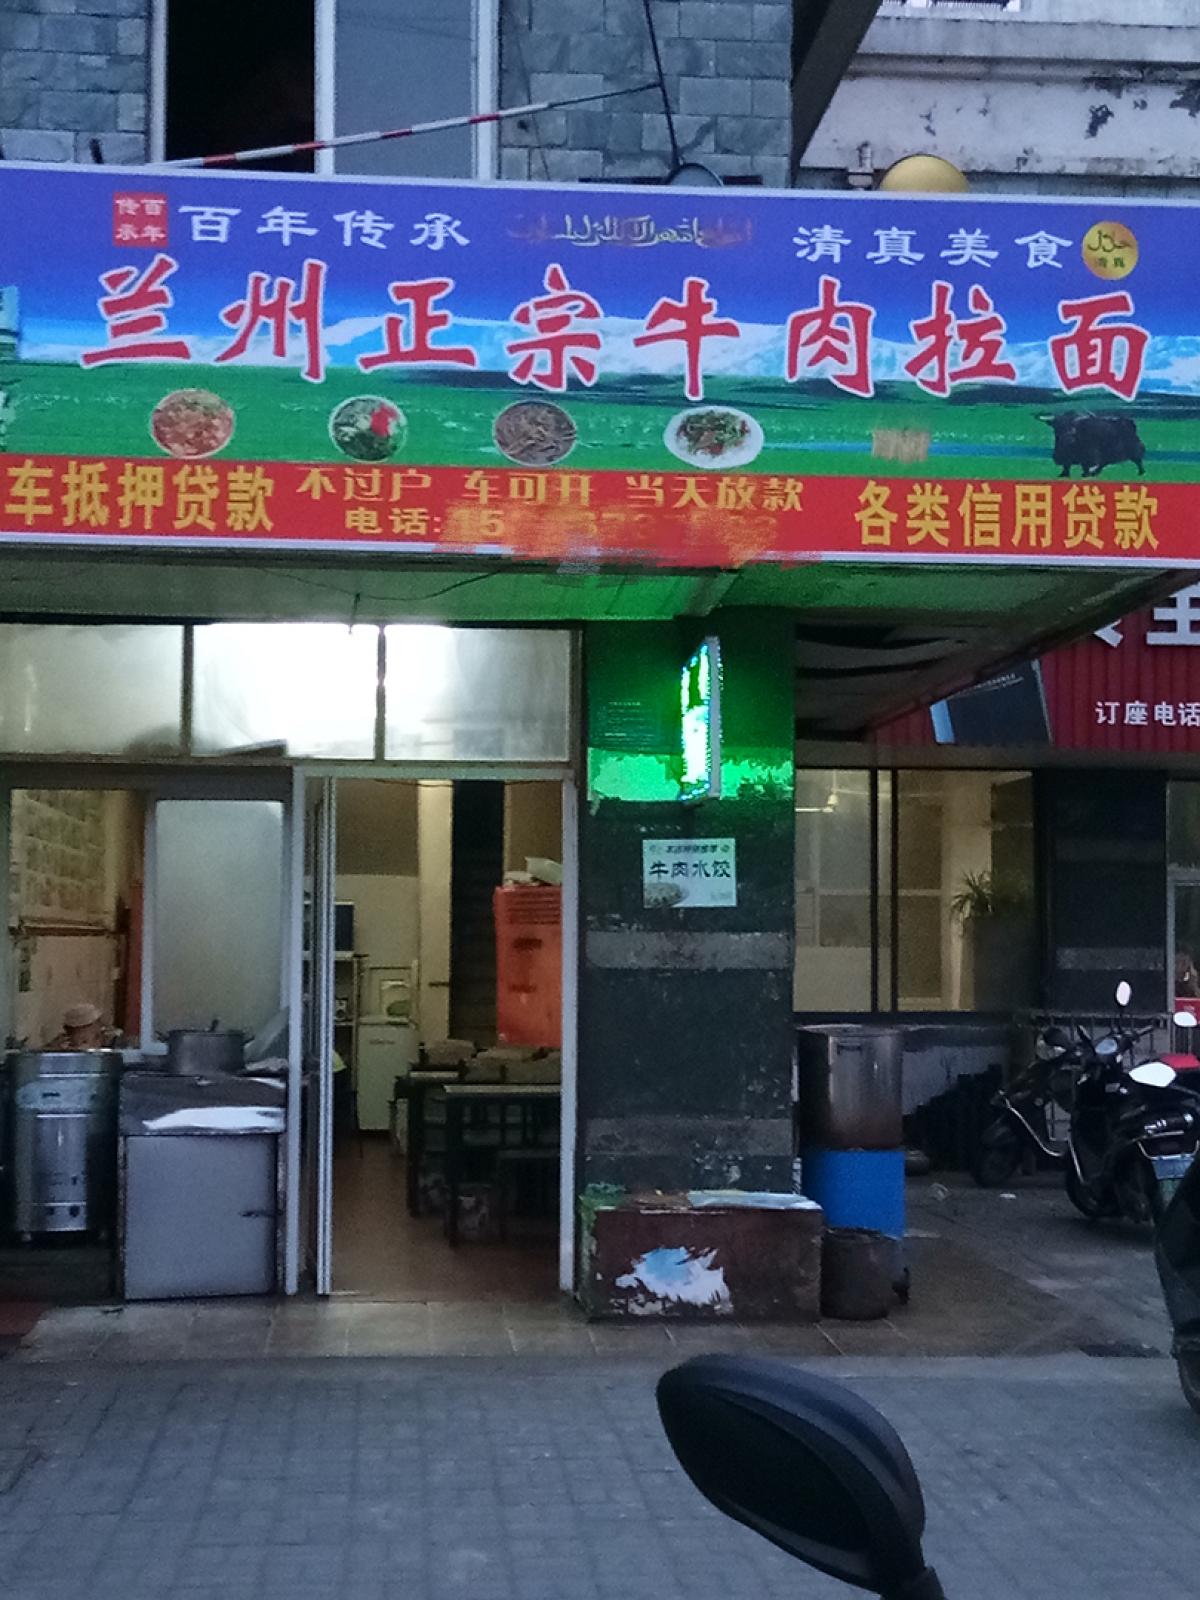 百年传承
百年传承
清真美食
清真
兰州正宗牛肉拉面
车抵押贷款
不过户 车可开 当天放款
电话:15
各类信用贷款
订座电话
牛肉水饺